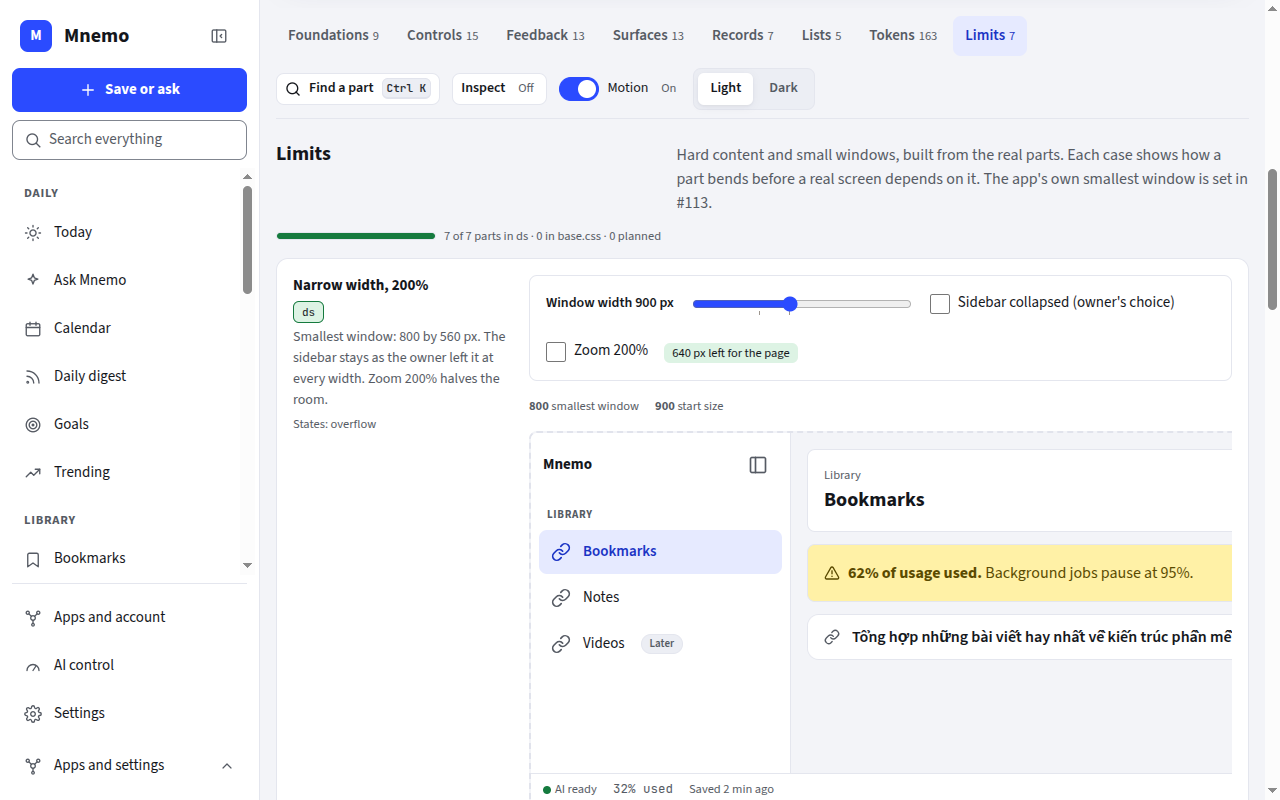 M Mnemo
Save or ask
Search everything
DAILY
Today
Ask Mnemo
Calendar
Daily digest
Goals
Trending
LIBRARY
Bookmarks
Apps and account
AI control
Settings
Apps and settings
Foundations 9 Controls 15 Feedback 13 Surfaces 13 Records 7 Lists 5 Tokens 163 Limits 7
Find a part Ctrl K Inspect Off Motion On Light Dark
Limits
Hard content and small windows, built from the real parts. Each case shows how a
part bends before a real screen depends on it. The app's own smallest window is set in
#113.
7 of 7 parts in ds · 0 in base.css · 0 planned
Narrow width, 200%
ds
Smallest window: 800 by 560 px. The
sidebar stays as the owner left it at
every width. Zoom 200% halves the
room.
States: overflow
Window width 900 px Sidebar collapsed (owner's choice)
Zoom 200% 640 px left for the page
800 smallest window 900 start size
Mnemo
LIBRARY
Bookmarks
Notes
Videos Later
Library
Bookmarks
62% of usage used. Background jobs pause at 95%.
Tổng hợp những bài viết hay nhất về kiến trúc phần mề
AI ready 32% used Saved 2 min ago